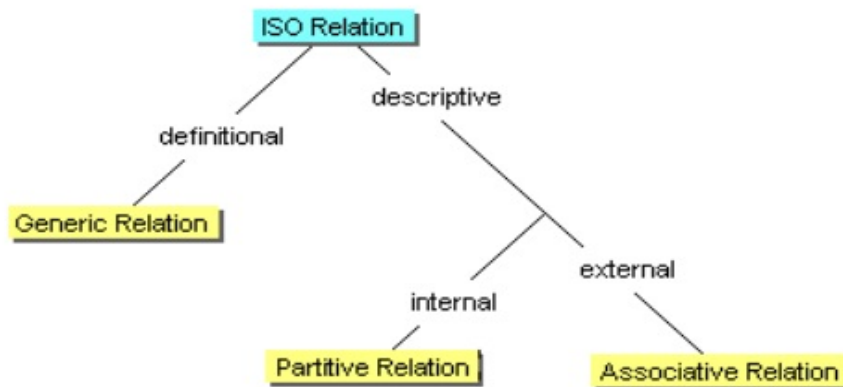 ISO Relation
descriptive
definitional
Generic Relation
external
internal
Partitive Relation
Associative Relation